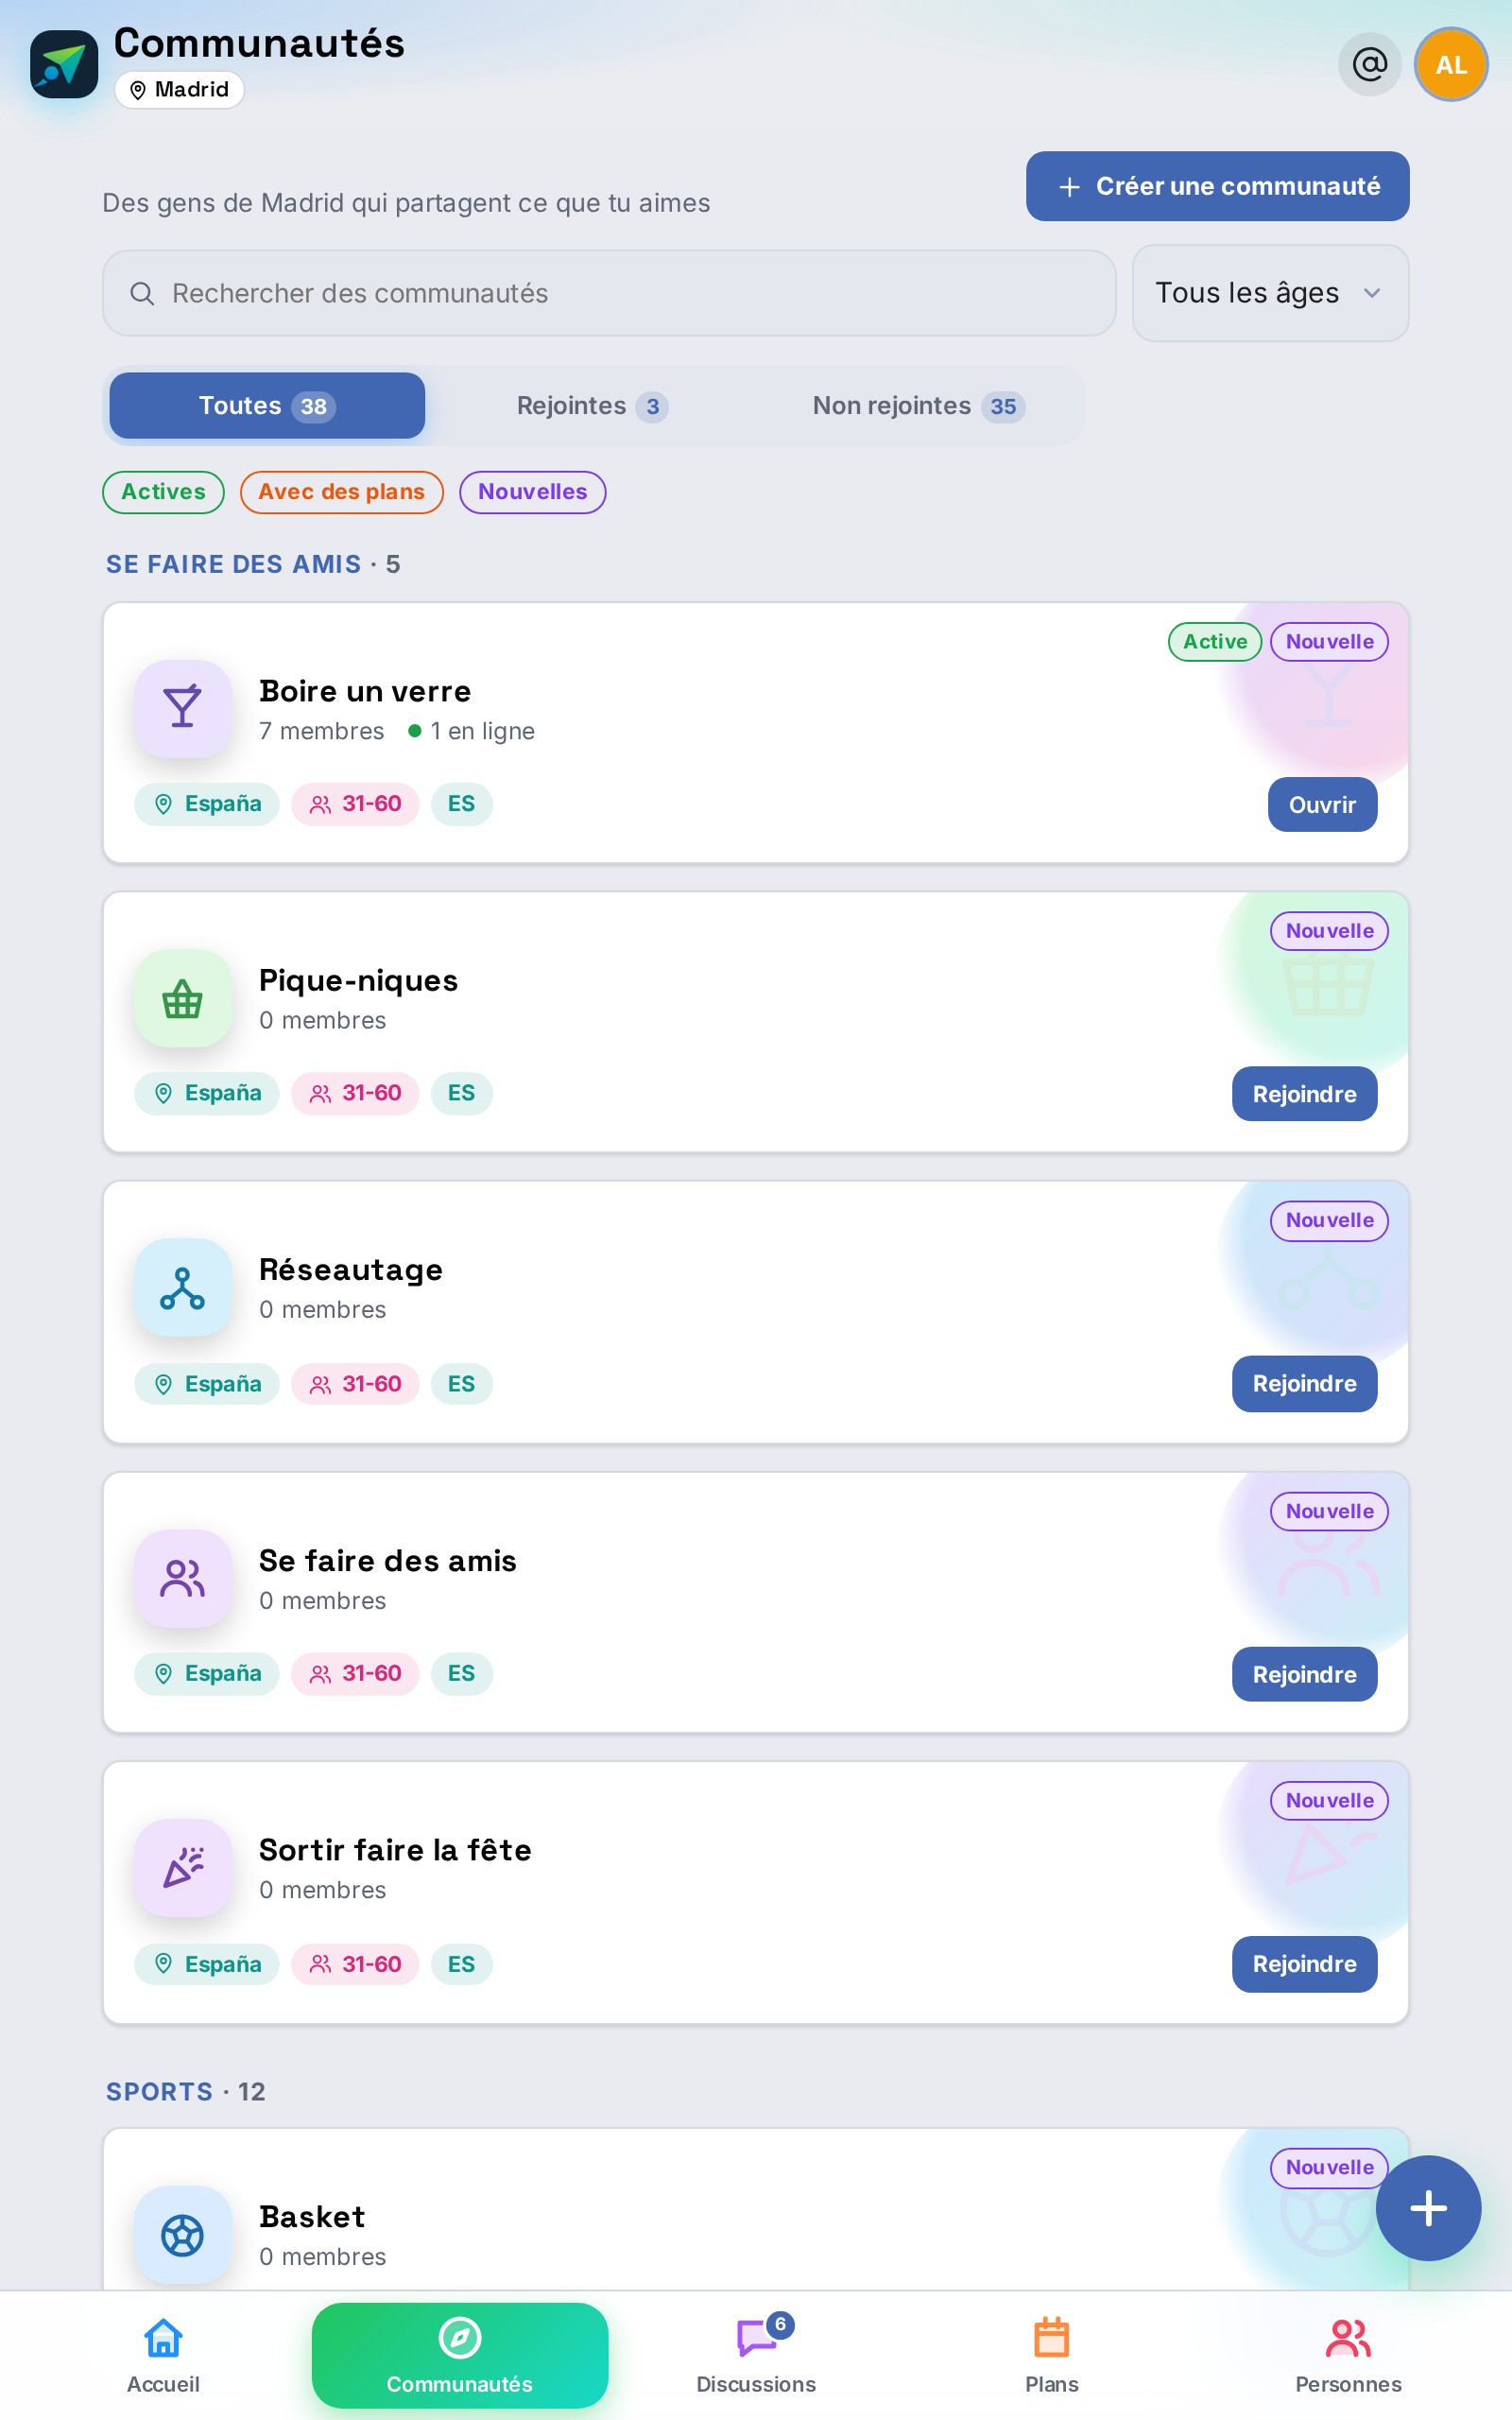 Communautés
Madrid
@
AL
Des gens de Madrid qui partagent ce que tu aimes
+ Créer une communauté
Rechercher des communautés
Tous les âges
Toutes 38
Rejointes 3
Non rejointes 35
Actives
Avec des plans
Nouvelles
SE FAIRE DES AMIS · 5
Active
Nouvelle
Boire un verre
7 membres
1 en ligne
España
31-60
ES
Ouvrir
Nouvelle
Pique-niques
0 membres
España
31-60
ES
Rejoindre
Nouvelle
Réseautage
0 membres
España
31-60
ES
Rejoindre
Nouvelle
Se faire des amis
0 membres
España
31-60
ES
Rejoindre
Nouvelle
Sortir faire la fête
0 membres
España
31-60
ES
Rejoindre
SPORTS · 12
Nouvelle
Basket
0 membres
+
Accueil
Communautés
6
Discussions
Plans
Personnes